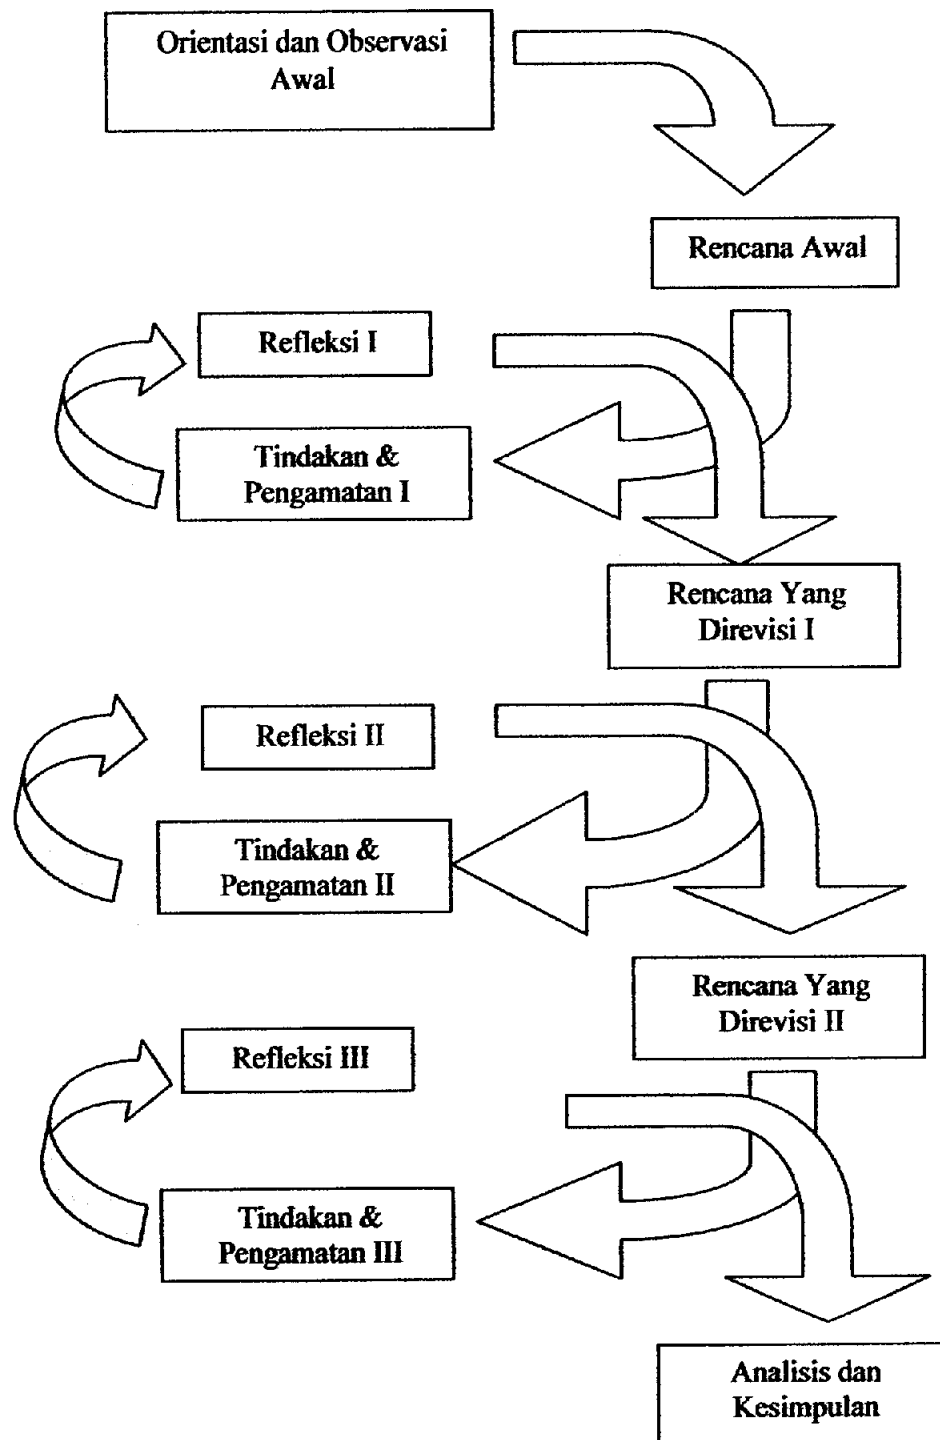 Orientasi dan Observasi
Awal
Rencana Awal
Refleksi I
Tindakan &
Pengamatan I
Rencana Yang
Direvisi I
Refleksi II
Tindakan &
Pengamatan II
Rencana Yang
Direvisi II
Refleksi III
Tindakan &
Pengamatan III
Analisis dan
Kesimpulan